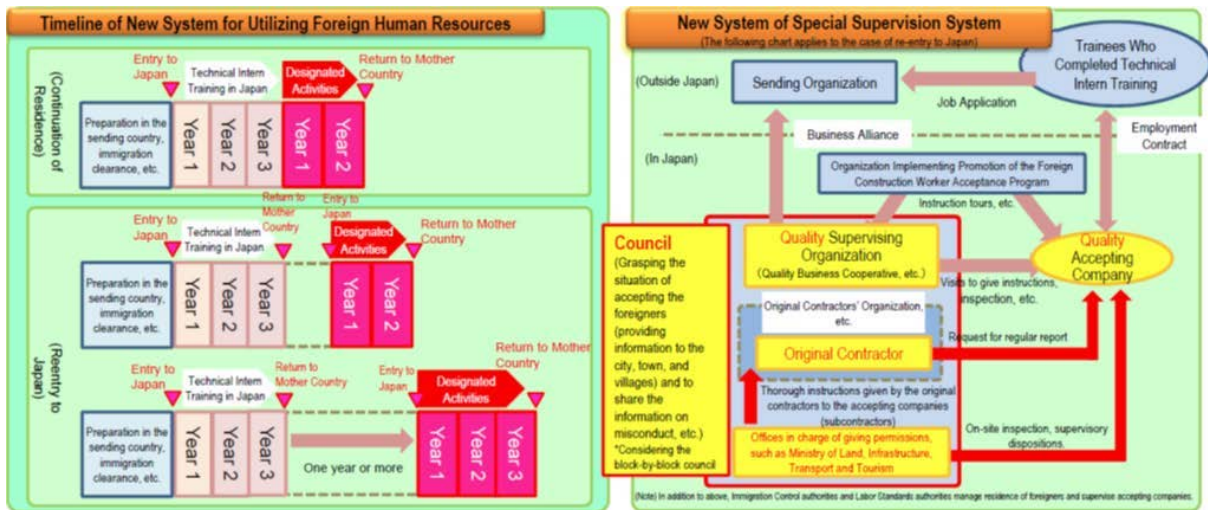 Timeline of New System for Utilizing Foreign Human Resources
(Continuation of
Residence)
Entry to
Japan
Technical Intern
Training in Japan
Designated
Activities
Return to Mother
Country
Preparation in the
sending country,
immigration
clearance, etc.
Year 1
Year 2
Year 3
Year 1
Year 2
(Reentry to
Japan)
Entry to
Japan
Technical Intern
Training in Japan
Return to
Mother
Country
Entry to
Japan
Designated
Activities
Return to Mother
Country
Preparation in the
sending country,
immigration
clearance, etc.
Year 1
Year 2
Year 3
Year 1
Year 2
Entry to
Japan
Technical Intern
Training in Japan
Return to
Mother Country
Entry to
Japan
Designated
Activities
Return to Mother
Country
Preparation in the
sending country,
immigration
clearance, etc.
Year 1
Year 2
Year 3
One year or more
Year 1
Year 2
Year 3
New System of Special Supervision System
(The following chart applies to the case of re-entry to Japan)
Trainees Who
Completed Technical
Intern Training
(Outside Japan)
Sending Organization
Job Application
Business Alliance
Employment
Contract
(In Japan)
Organization Implementing Promotion of the Foreign
Construction Worker Acceptance Program
Instruction tours, etc.
Council
(Grasping the
situation of
accepting the
foreigners
(providing
information to the
city, town, and
villages) and to
share the
information on
misconduct, etc.)
*Considering the
block-by-block council
Quality Supervising
Organization
(Quality Business Cooperative, etc.)
Quality
Accepting
Company
Visits to give instructions,
inspection, etc.
Original Contractors' Organization,
etc.
Original Contractor
Request for regular report
Thorough instructions given by the original
contractors to the accepting companies
(subcontractors)
On-site inspection, supervisory
dispositions.
Offices in charge of giving permissions,
such as Ministry of Land, Infrastructure,
Transport and Tourism
(Note) In addition to above, Immigration Control authorities and Labor Standards authorities manage residence of foreigners and supervise accepting companies.